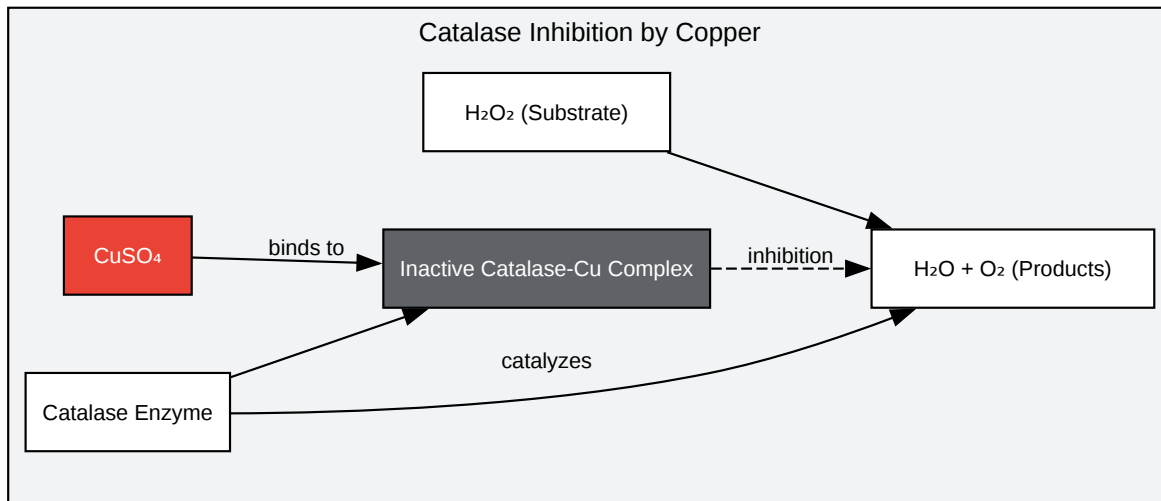 Catalase Inhibition by Copper
H₂O₂ (Substrate)
CuSO₄
binds to
Inactive Catalase-Cu Complex
inhibition
H₂O + O₂ (Products)
catalyzes
Catalase Enzyme